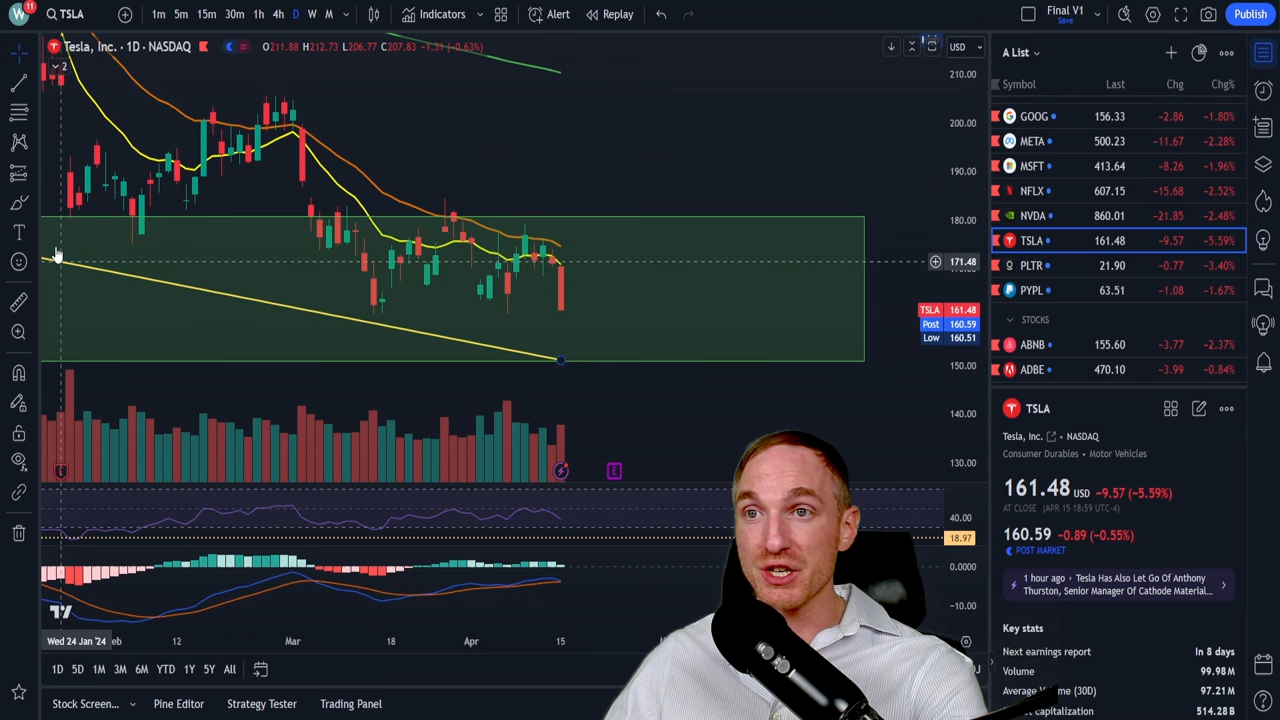 W 11 TSLA 1m 5m 15m 30m 1h 4h D W M Indicators Alert Replay Final V1 Save Publish
Tesla, Inc. · 1D · NASDAQ O211.88 H212.73 L206.77 C207.83 -1.31 (-0.63%)
2
USD
210.00
200.00
190.00
180.00
171.48
TSLA 161.48
Post 160.59
Low 160.51
150.00
140.00
130.00
E
E
40.00
18.97
0.0000
-10.00
Wed 24 Jan '24 eb 12 Mar 18 Apr 15
1D 5D 1M 3M 6M YTD 1Y 5Y All
Stock Screen... Pine Editor Strategy Tester Trading Panel
A List
Symbol Last Chg Chg%
GOOG 156.33 -2.86 -1.80%
META 500.23 -11.67 -2.28%
MSFT 413.64 -8.26 -1.96%
NFLX 607.15 -15.68 -2.52%
NVDA 860.01 -21.85 -2.48%
TSLA 161.48 -9.57 -5.59%
PLTR 21.90 -0.77 -3.40%
PYPL 63.51 -1.08 -1.67%
STOCKS
ABNB 155.60 -3.77 -2.37%
ADBE 470.10 -3.99 -0.84%
TSLA
Tesla, Inc. · NASDAQ
Consumer Durables • Motor Vehicles
161.48 USD -9.57 (-5.59%)
AT CLOSE (APR 15 18:59 UTC-4)
160.59 -0.89 (-0.55%)
POST MARKET
1 hour ago • Tesla Has Also Let Go Of Anthony
Thurston, Senior Manager Of Cathode Material...
Key stats
Next earnings report In 8 days
Volume 99.98M
Average Volume (30D) 97.21M
514.28B